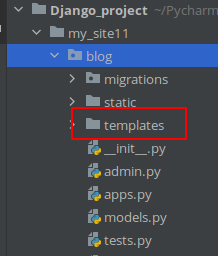 Django_project ~/Pycharm
my_site11
blog
migrations
static
templates
__init__.py
admin.py
apps.py
models.py
tests.py